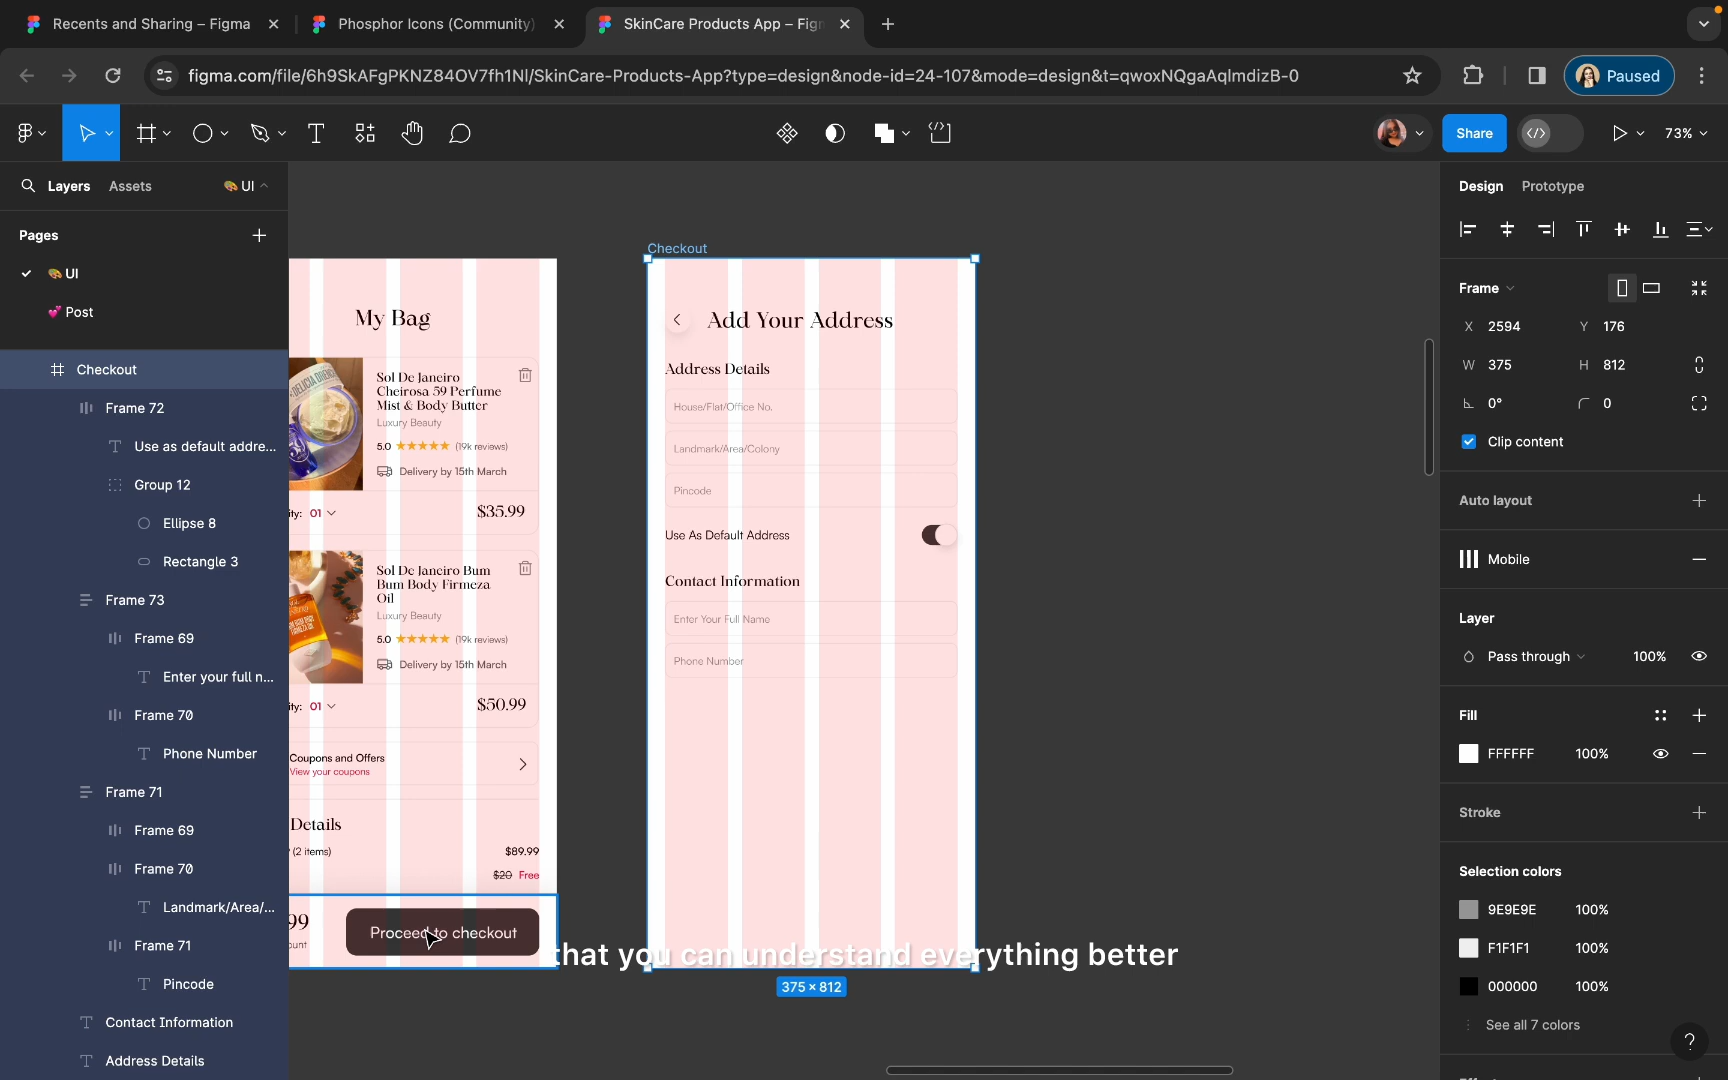 Recents and Sharing – Figma
Phosphor Icons (Community)
SkinCare Products App – Figm
figma.com/file/6h9SkAFgPKNZ84OV7fh1Nl/SkinCare-Products-App?type=design&node-id=24-107&mode=design&t=qwoxNQgaAqlmdizB-0
Paused
Share
73%
Layers
Assets
UI
Pages
UI
Post
Checkout
Frame 72
Use as default addre...
Group 12
Ellipse 8
Rectangle 3
Frame 73
Frame 69
Enter your full n...
Frame 70
Phone Number
Frame 71
Frame 69
Frame 70
Landmark/Area/...
Frame 71
Pincode
Contact Information
Address Details
My Bag
Sol De Janeiro
Cheirosa 59 Perfume
Mist & Body Butter
Luxury Beauty
5.0 ★★★★★ (19k reviews)
Delivery by 15th March
ity: 01
$35.99
Sol De Janeiro Bum
Bum Body Firmeza
Oil
Luxury Beauty
5.0 ★★★★★ (19k reviews)
Delivery by 15th March
ity: 01
$50.99
Coupons and Offers
View your coupons
Details
(2 items)
$89.99
$20 Free
99
ount
Proceed to checkout
Checkout
Add Your Address
Address Details
House/Flat/Office No.
Landmark/Area/Colony
Pincode
Use As Default Address
Contact Information
Enter Your Full Name
Phone Number
that you can understand everything better
375 × 812
Design
Prototype
Frame
X 2594
Y 176
W 375
H 812
0°
0
Clip content
Auto layout
Mobile
Layer
Pass through
100%
Fill
FFFFFF
100%
Stroke
Selection colors
9E9E9E
100%
F1F1F1
100%
000000
100%
See all 7 colors
?